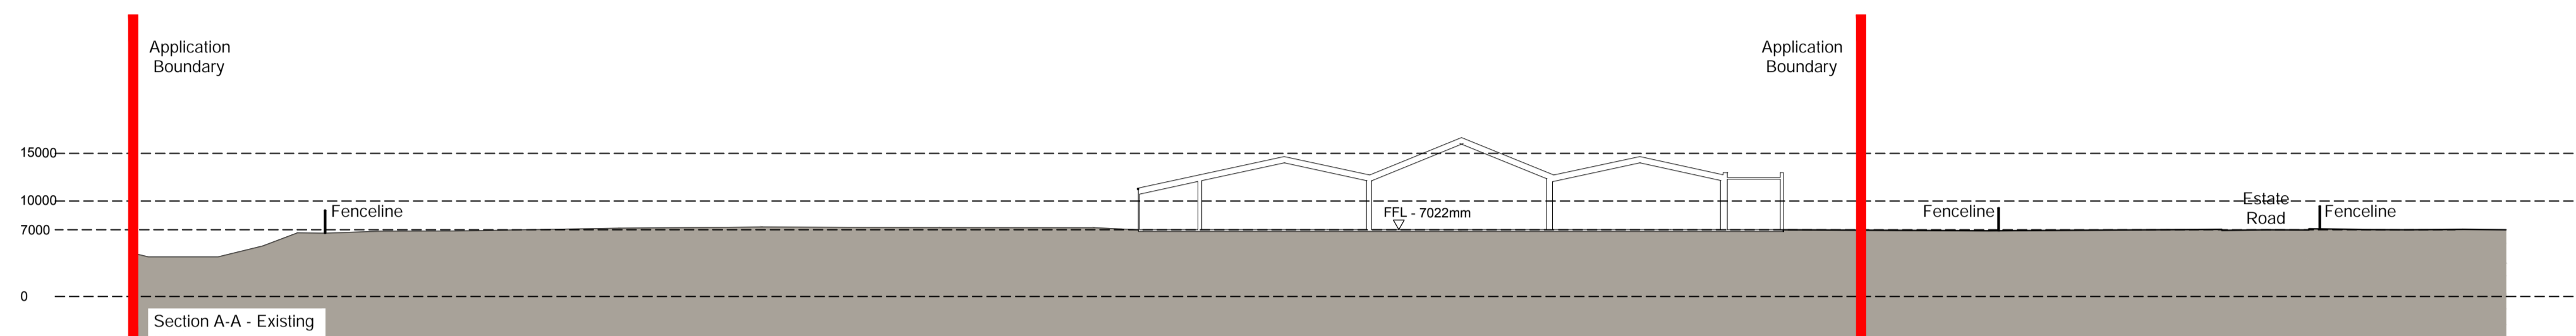 Application
Boundary
Application
Boundary
15000
10000
7000
0
Fenceline
FFL - 7022mm
Fenceline
Estate
Road
Fenceline
Section A-A - Existing